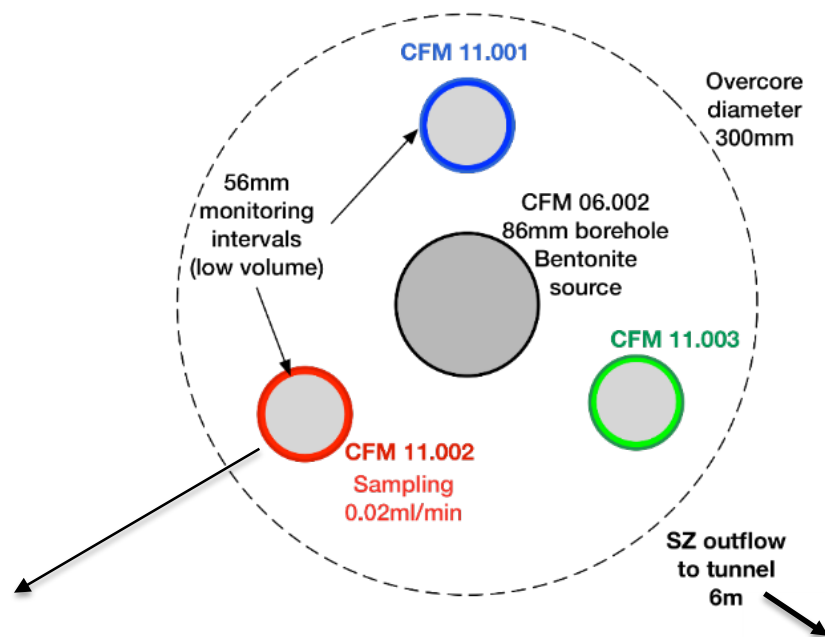 CFM 11.001
Overcore
diameter
300mm
56mm
monitoring
intervals
(low volume)
CFM 06.002
86mm borehole
Bentonite
source
CFM 11.003
CFM 11.002
Sampling
0.02ml/min
SZ outflow
to tunnel
6m